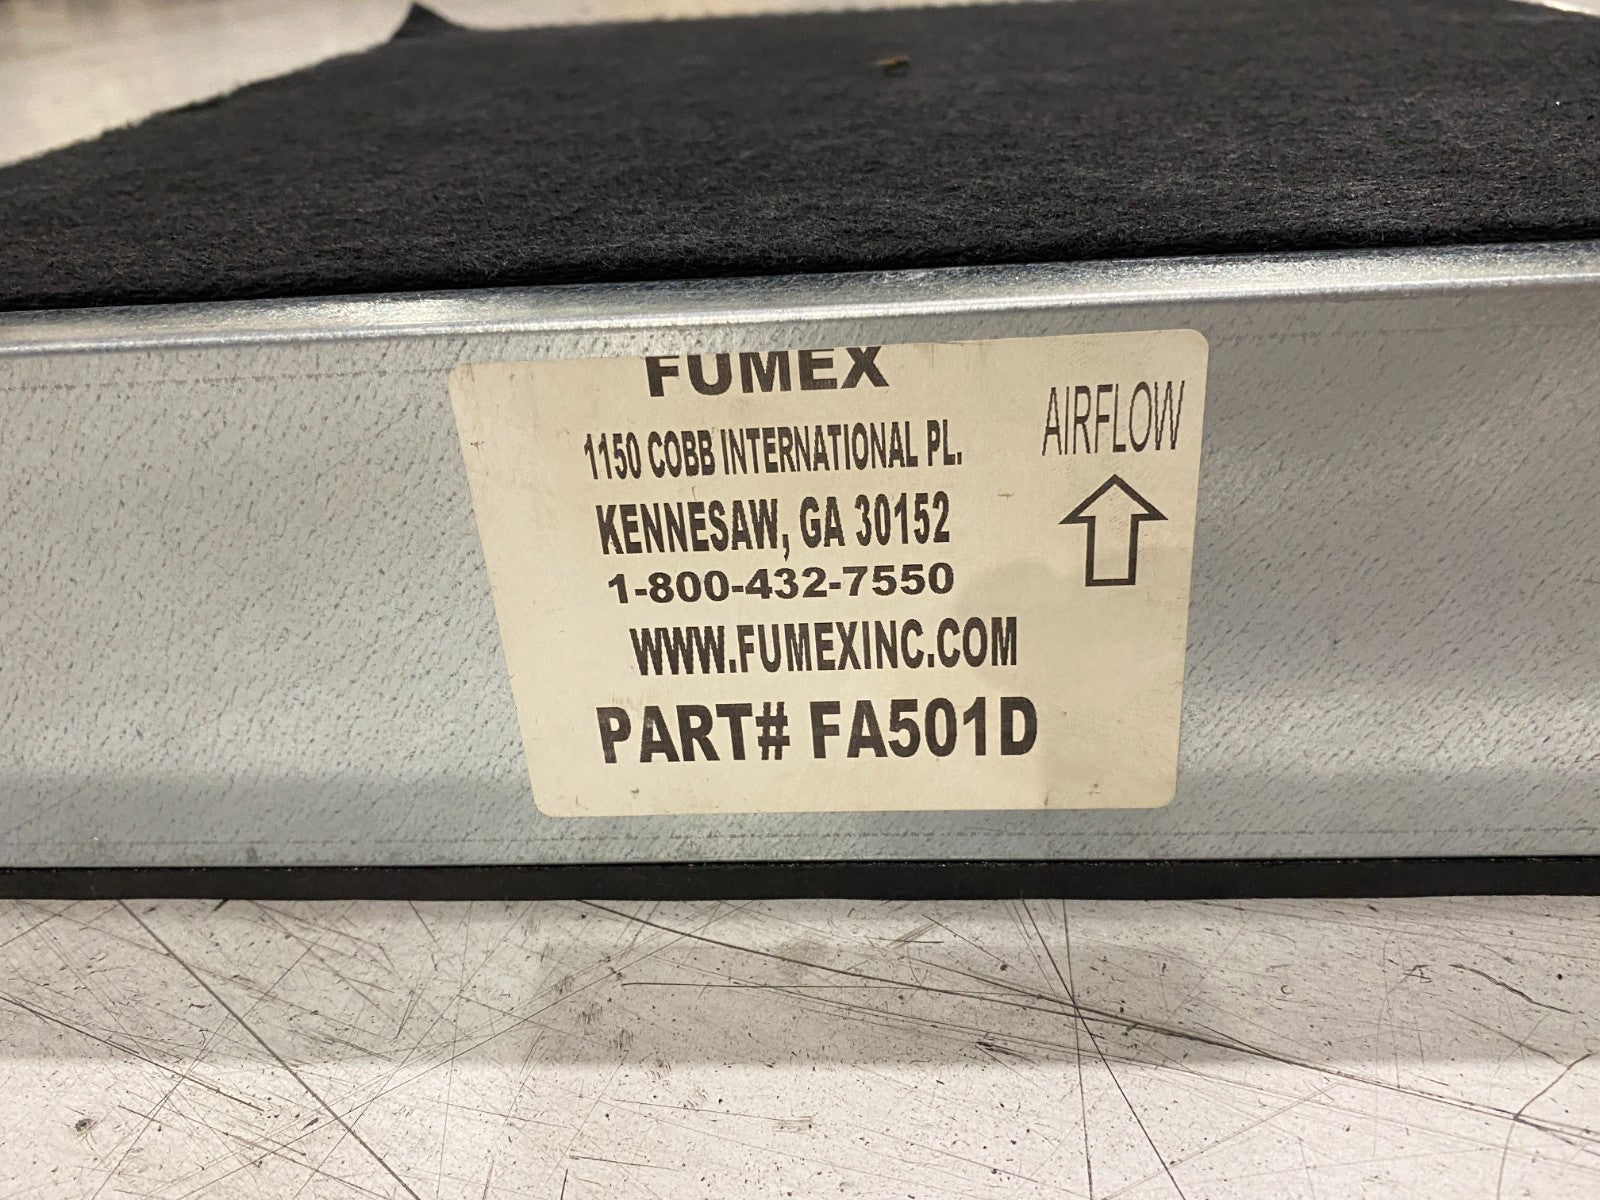 FUMEX
1150 COBB INTERNATIONAL PL.
KENNESAW, GA 30152
1-800-432-7550
WWW.FUMEXINC.COM
PART# FA501D
AIRFLOW